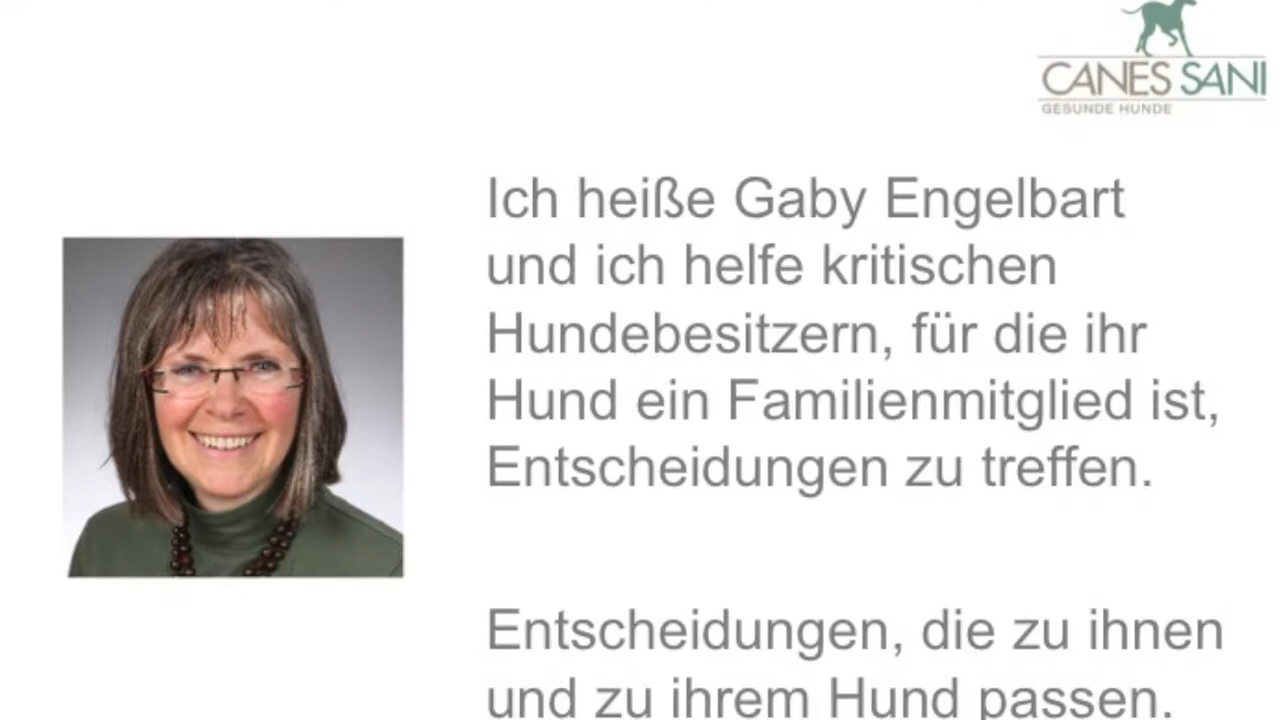 CANES SANI
GESUNDE HUNDE
Ich heiße Gaby Engelbart
und ich helfe kritischen
Hundebesitzern, für die ihr
Hund ein Familienmitglied ist,
Entscheidungen zu treffen.
Entscheidungen, die zu ihnen
und zu ihrem Hund passen.